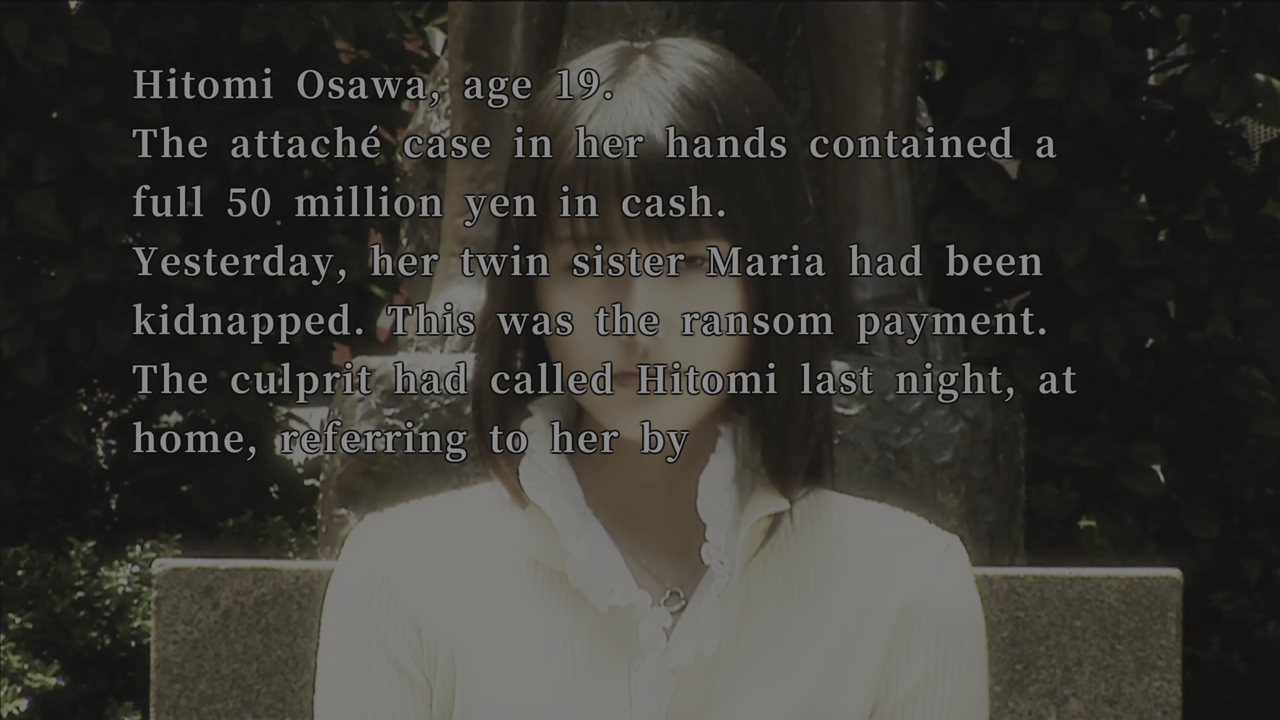 Hitomi Osawa, age 19.
The attaché case in her hands contained a
full 50 million yen in cash.
Yesterday, her twin sister Maria had been
kidnapped. This was the ransom payment.
The culprit had called Hitomi last night, at
home, referring to her by